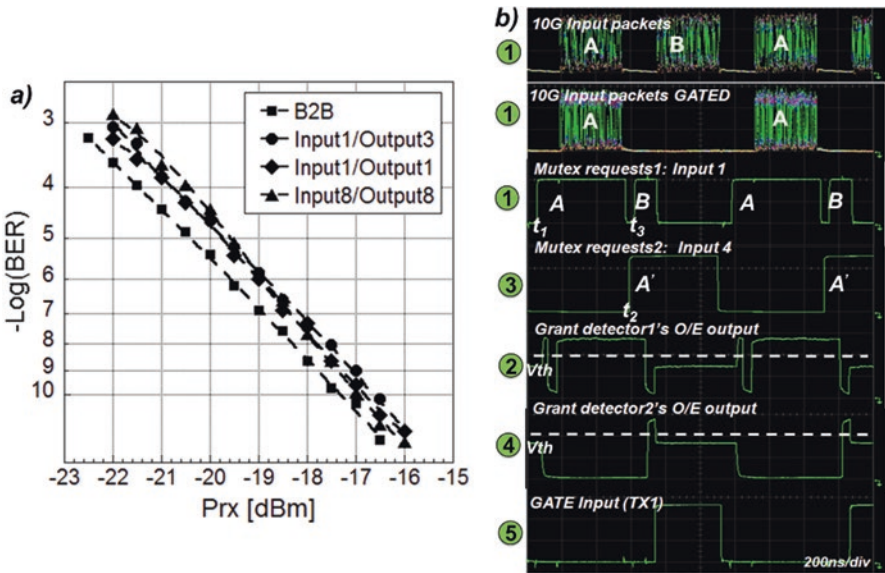 a)
-Log(BER)
3
4
5
6
7
8
9
10
-23 -22 -21 -20 -19 -18 -17 -16 -15
Prx [dBm]
B2B
Input1/Output3
Input1/Output1
Input8/Output8
b)
10G Input packets
1 A B A
10G Input packets GATED
1 A A
Mutex requests1: Input 1
1 A B A B
t1 t3
Mutex requests2: Input 4
3 A' A'
t2
Grant detector1's O/E output
2 Vth
Grant detector2's O/E output
4 Vth
GATE Input (TX1)
5
200ns/div